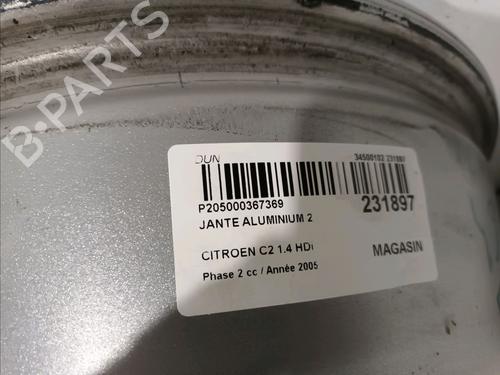 B-PARTS
DUN
34500102 231897
P205000367369
231897
JANTE ALUMINIUM 2
CITROEN C2 1.4 HDi
MAGASIN
Phase 2 cc / Année 2005